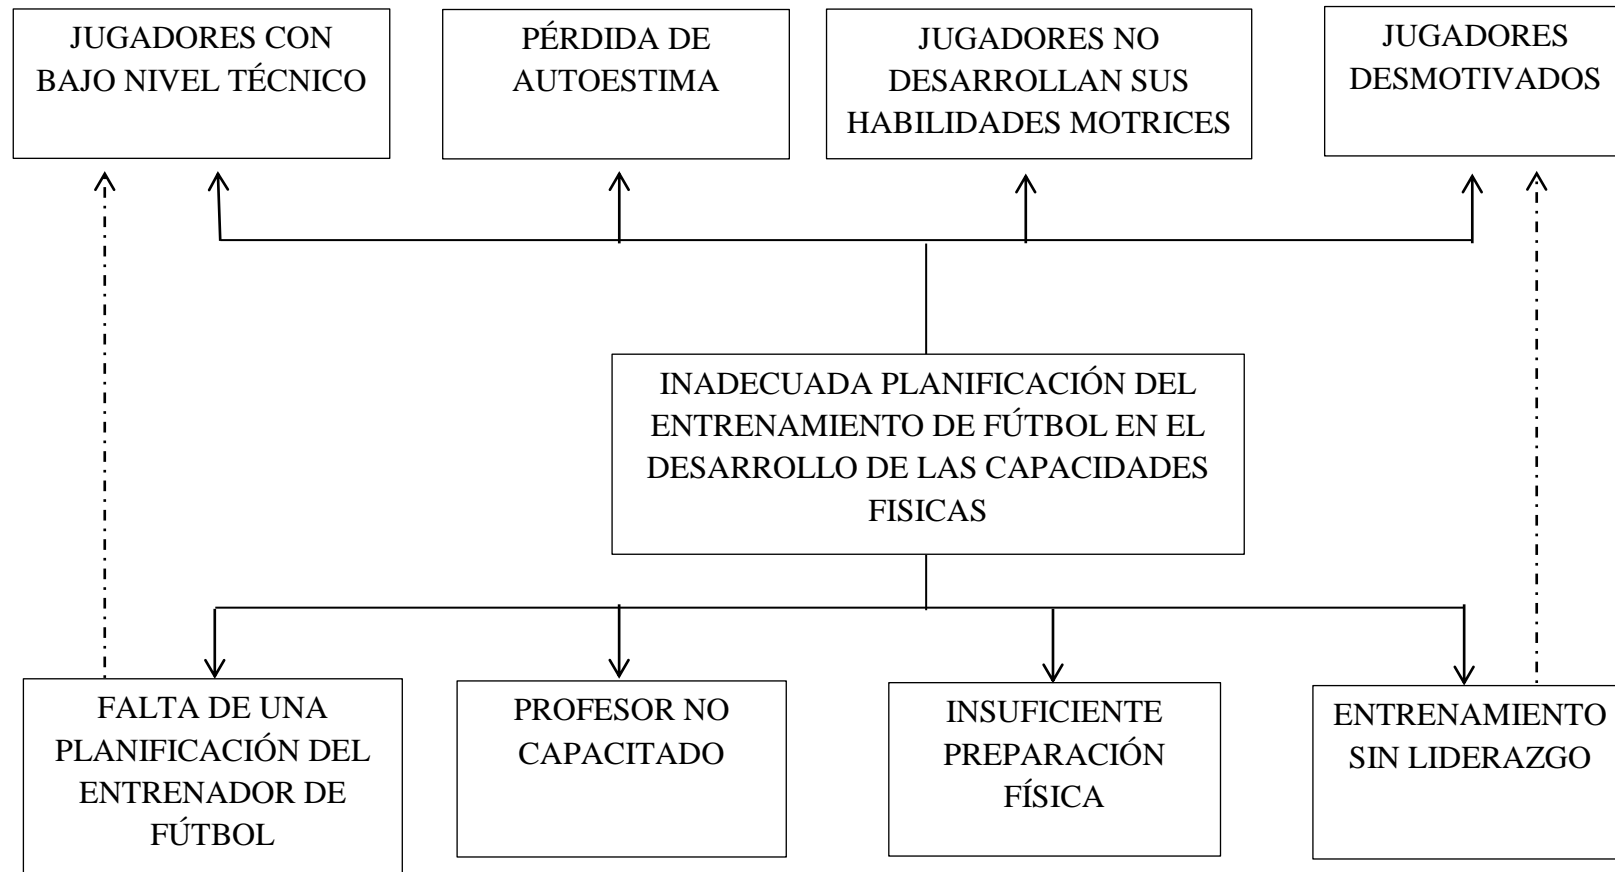 JUGADORES CON
BAJO NIVEL TÉCNICO
PÉRDIDA DE
AUTOESTIMA
JUGADORES NO
DESARROLLAN SUS
HABILIDADES MOTRICES
JUGADORES
DESMOTIVADOS
INADECUADA PLANIFICACIÓN DEL
ENTRENAMIENTO DE FÚTBOL EN EL
DESARROLLO DE LAS CAPACIDADES
FISICAS
FALTA DE UNA
PLANIFICACIÓN DEL
ENTRENADOR DE
FÚTBOL
PROFESOR NO
CAPACITADO
INSUFICIENTE
PREPARACIÓN
FÍSICA
ENTRENAMIENTO
SIN LIDERAZGO